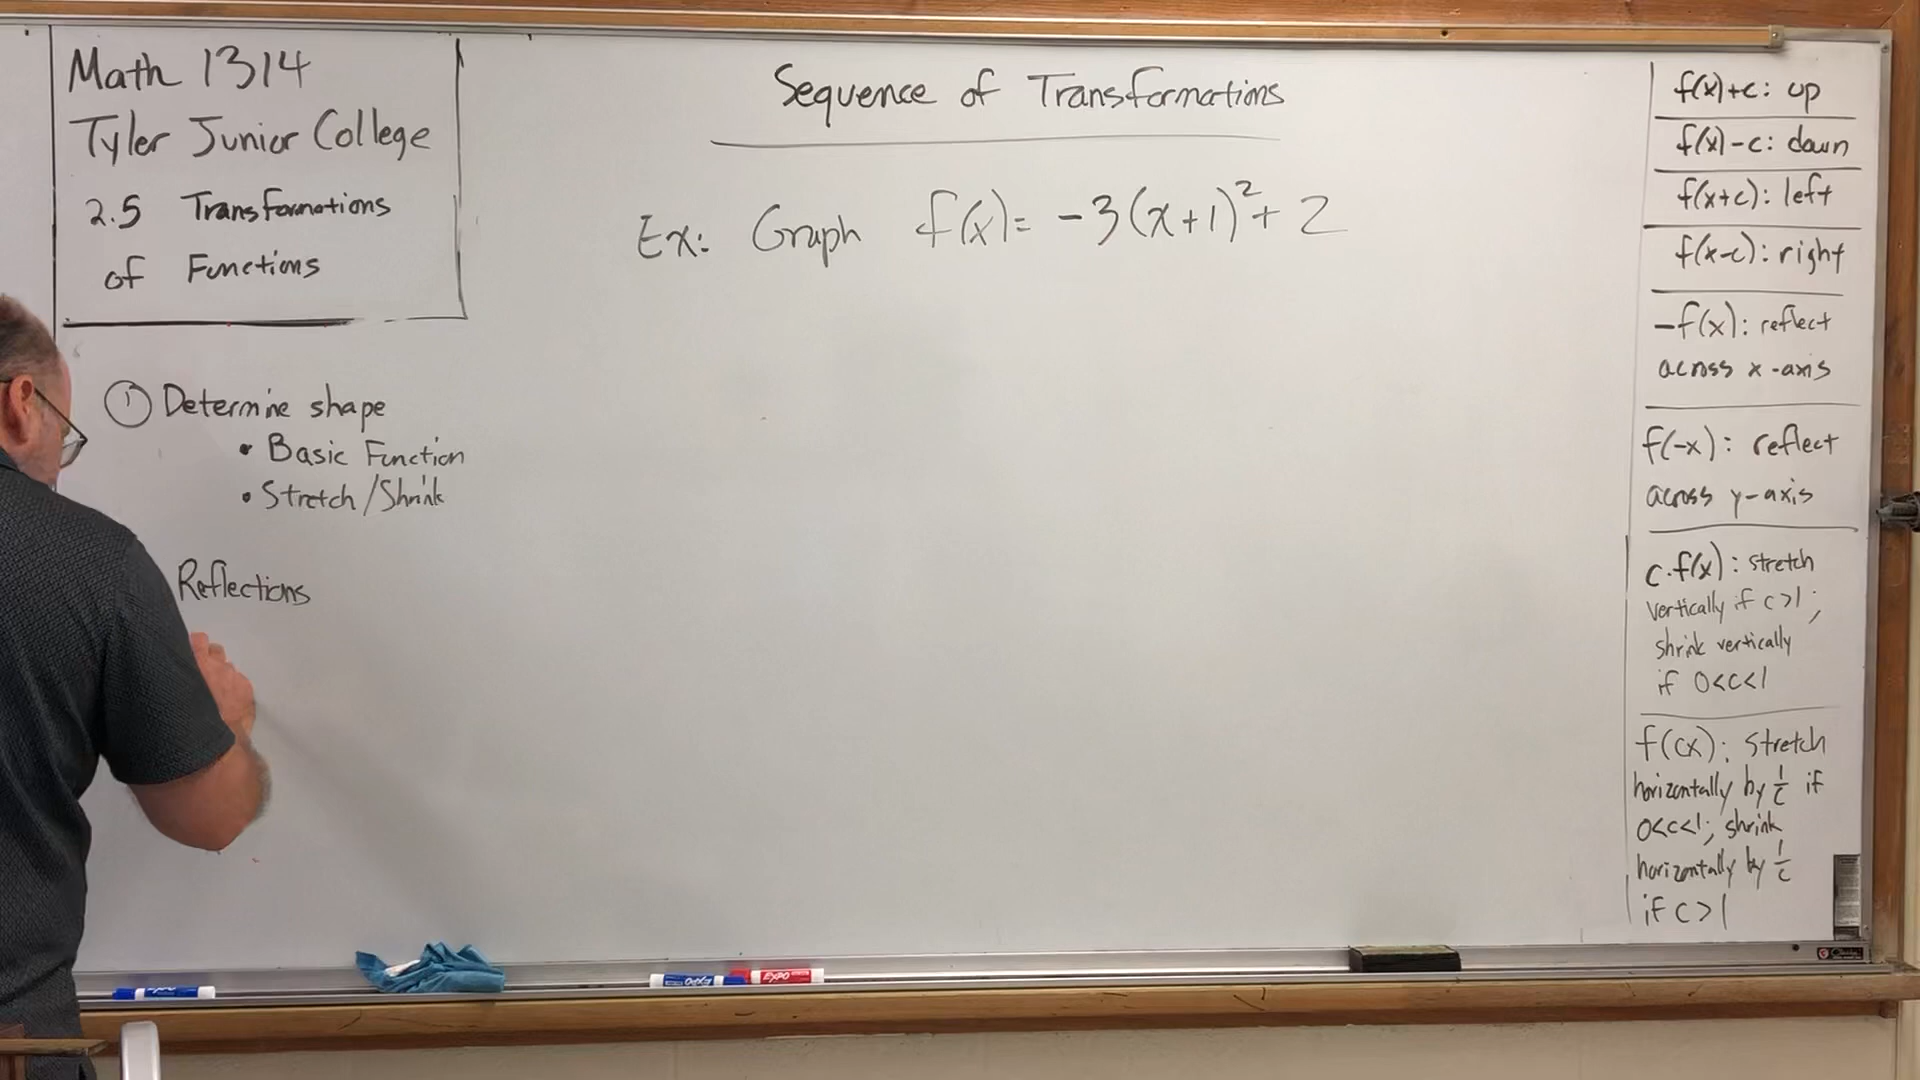 Math 1314
Tyler Junior College
2.5 Transformations
of Functions
Sequence of Transformations
Ex: Graph f(x)= -3(x+1)²+2
① Determine shape
• Basic Function
• Stretch/Shrink
Reflections
f(x)+c: up
f(x)-c: down
f(x+c): left
f(x-c): right
-f(x): reflect
across x-axis
f(-x): reflect
across y-axis
c·f(x): stretch
vertically if c>1;
shrink vertically
if 0<c<1
f(cx): stretch
horizontally by 1/c if
0<c<1; shrink
horizontally by 1/c
if c>1
EXPO
EXPO